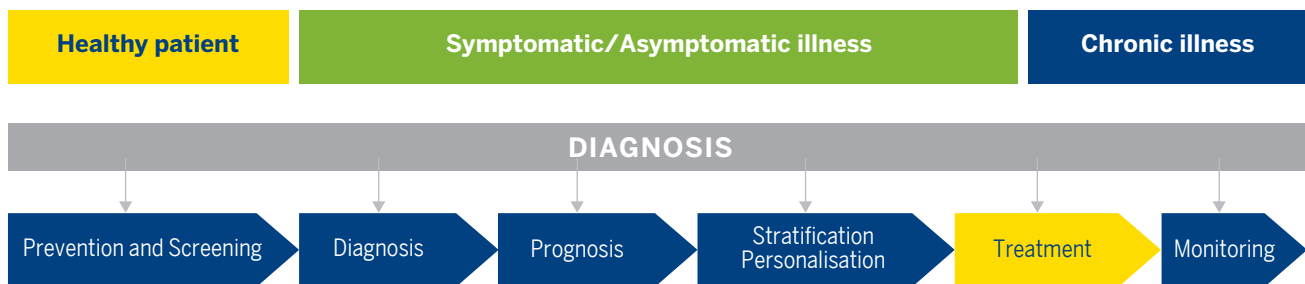 Healthy patient
Symptomatic/Asymptomatic illness
Chronic illness
DIAGNOSIS
Prevention and Screening
Diagnosis
Prognosis
Stratification
Personalisation
Treatment
Monitoring